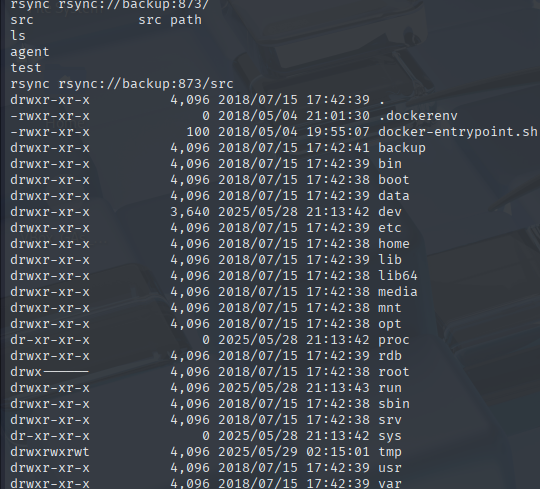 rsync rsync://backup:873/
src             src path
ls
agent
test
rsync rsync://backup:873/src
drwxr-xr-x          4,096 2018/07/15 17:42:39 .
-rwxr-xr-x              0 2018/05/04 21:01:30 .dockerenv
-rwxr-xr-x            100 2018/05/04 19:55:07 docker-entrypoint.sh
drwxr-xr-x          4,096 2018/07/15 17:42:41 backup
drwxr-xr-x          4,096 2018/07/15 17:42:39 bin
drwxr-xr-x          4,096 2018/07/15 17:42:38 boot
drwxr-xr-x          4,096 2018/07/15 17:42:39 data
drwxr-xr-x          3,640 2025/05/28 21:13:42 dev
drwxr-xr-x          4,096 2018/07/15 17:42:39 etc
drwxr-xr-x          4,096 2018/07/15 17:42:38 home
drwxr-xr-x          4,096 2018/07/15 17:42:39 lib
drwxr-xr-x          4,096 2018/07/15 17:42:38 lib64
drwxr-xr-x          4,096 2018/07/15 17:42:38 media
drwxr-xr-x          4,096 2018/07/15 17:42:38 mnt
drwxr-xr-x          4,096 2018/07/15 17:42:38 opt
dr-xr-xr-x              0 2025/05/28 21:13:42 proc
drwxr-xr-x          4,096 2018/07/15 17:42:39 rdb
drwx------          4,096 2018/07/15 17:42:38 root
drwxr-xr-x          4,096 2025/05/28 21:13:43 run
drwxr-xr-x          4,096 2018/07/15 17:42:38 sbin
drwxr-xr-x          4,096 2018/07/15 17:42:38 srv
dr-xr-xr-x              0 2025/05/28 21:13:42 sys
drwxrwxrwt          4,096 2025/05/29 02:15:01 tmp
drwxr-xr-x          4,096 2018/07/15 17:42:39 usr
drwxr-xr-x          4,096 2018/07/15 17:42:38 var